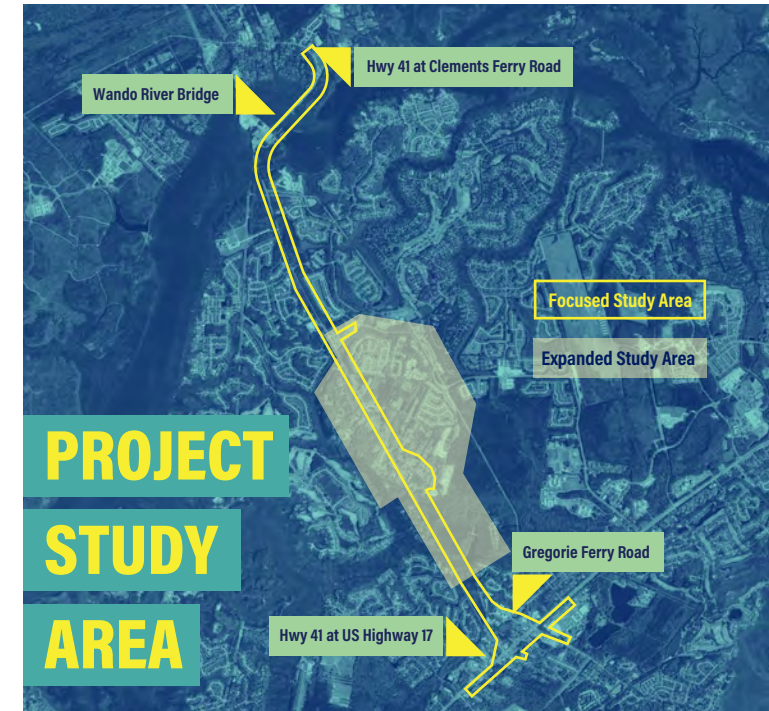 Hwy 41 at Clements Ferry Road
Wando River Bridge
Focused Study Area
Expanded Study Area
PROJECT
STUDY
AREA
Gregorie Ferry Road
Hwy 41 at US Highway 17